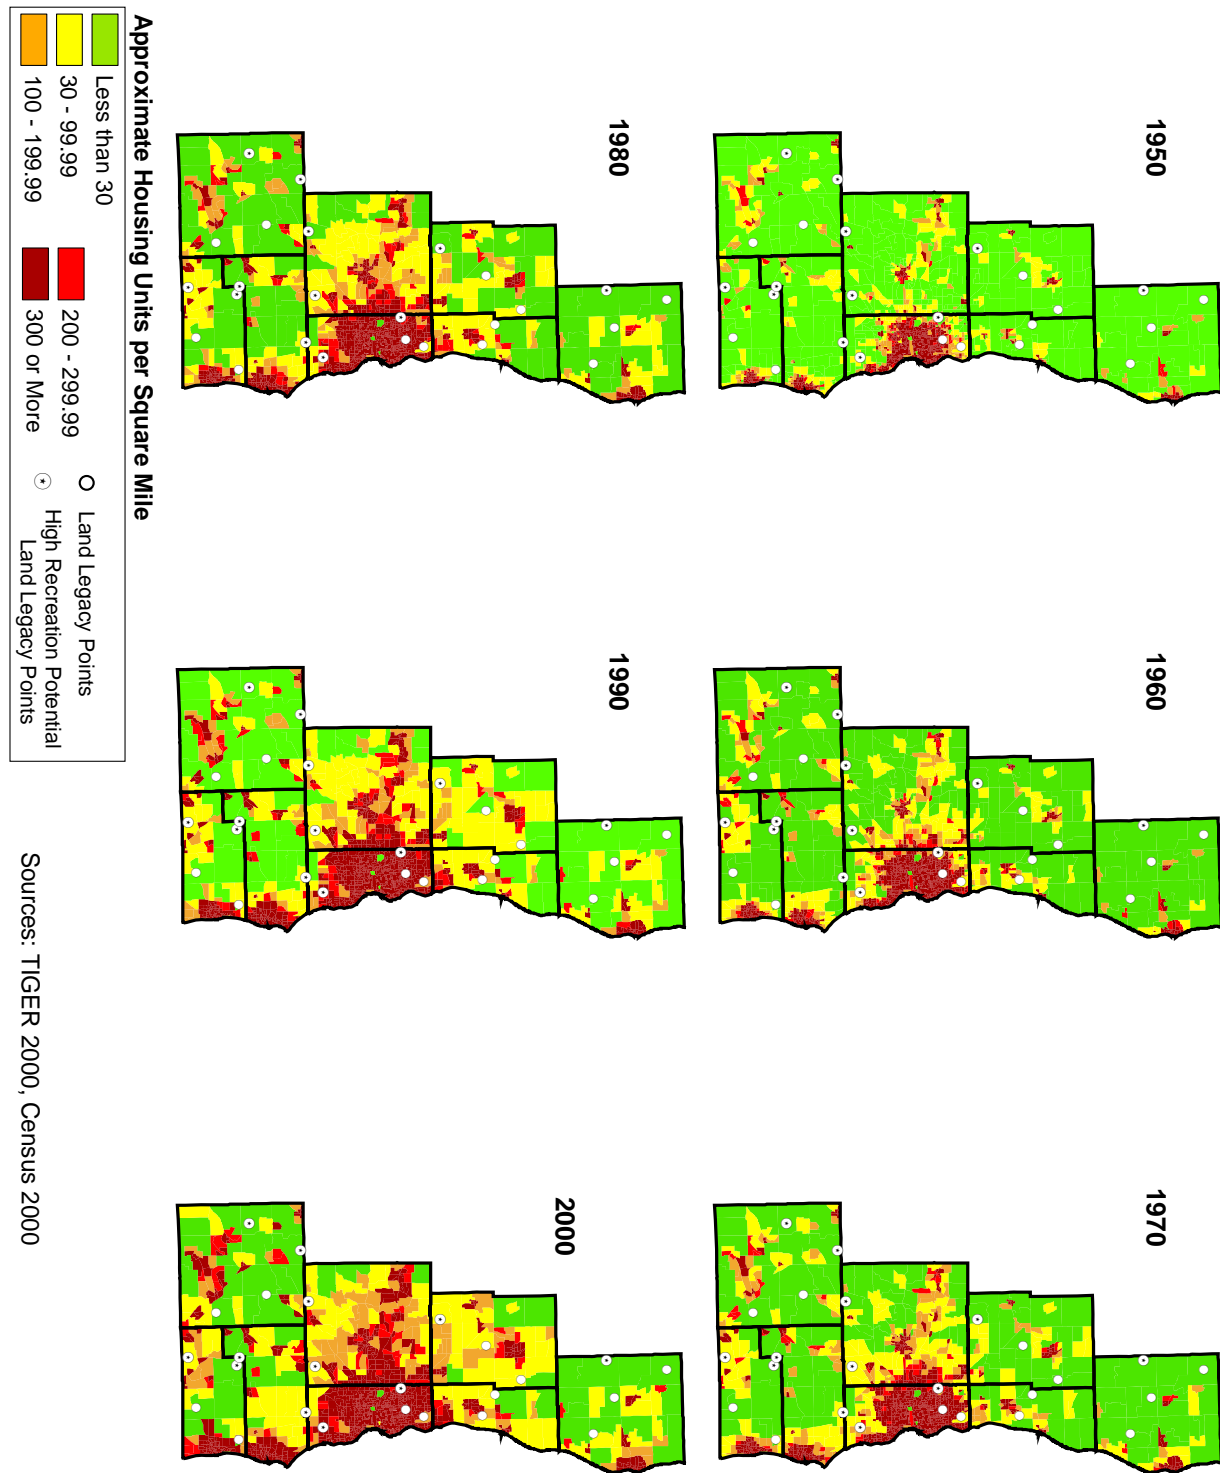 1950
1960
1970
1980
1990
2000
Approximate Housing Units per Square Mile
Less than 30
30 - 99.99
100 - 199.99
200 - 299.99
300 or More
Land Legacy Points
High Recreation Potential
Land Legacy Points
Sources: TIGER 2000, Census 2000